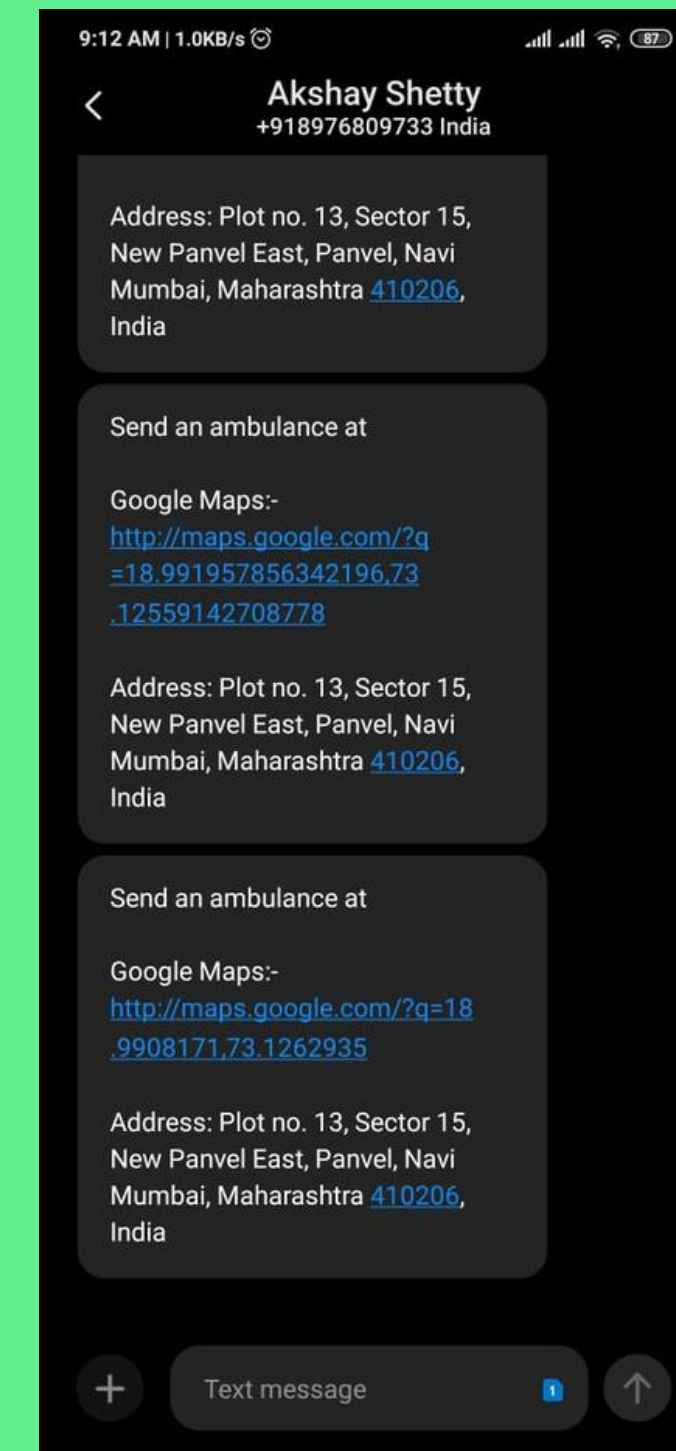 9:12 AM | 1.0KB/s
87
Akshay Shetty
+918976809733 India
Address: Plot no. 13, Sector 15,
New Panvel East, Panvel, Navi
Mumbai, Maharashtra 410206,
India
Send an ambulance at
Google Maps:-
http://maps.google.com/?q
=18.991957856342196,73
.12559142708778
Address: Plot no. 13, Sector 15,
New Panvel East, Panvel, Navi
Mumbai, Maharashtra 410206,
India
Send an ambulance at
Google Maps:-
http://maps.google.com/?q=18
.9908171,73.1262935
Address: Plot no. 13, Sector 15,
New Panvel East, Panvel, Navi
Mumbai, Maharashtra 410206,
India
Text message
1